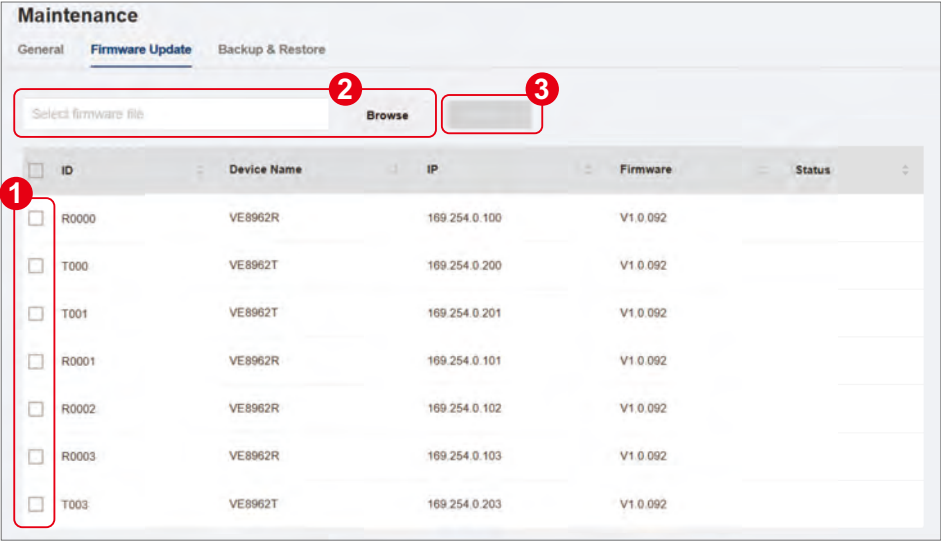 Maintenance
General Firmware Update Backup & Restore
2 3
Select firmware file Browse
ID Device Name IP Firmware Status
1
R0000 VE8962R 169.254.0.100 V1.0.092
T000 VE8962T 169.254.0.200 V1.0.092
T001 VE8962T 169.254.0.201 V1.0.092
R0001 VE8962R 169.254.0.101 V1.0.092
R0002 VE8962R 169.254.0.102 V1.0.092
R0003 VE8962R 169.254.0.103 V1.0.092
T003 VE8962T 169.254.0.203 V1.0.092